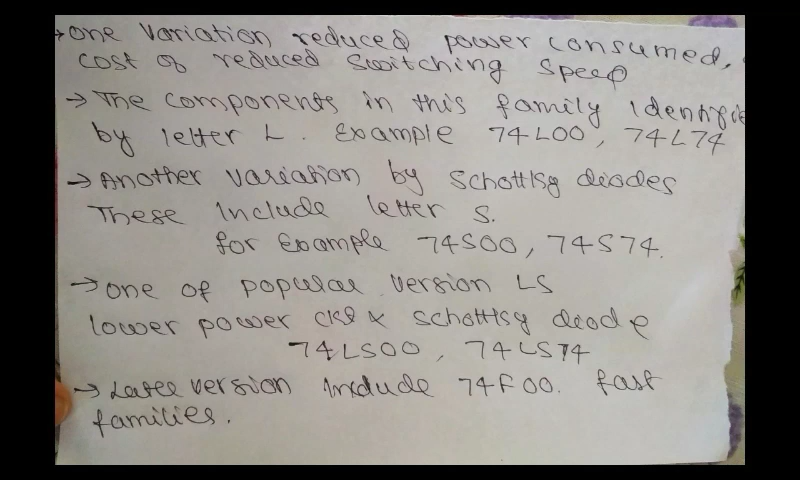 → One variation reduced power consumed,
cost of reduced switching speed
→ The components in this family identifie
by letter L. Example 74L00, 74L74
→ Another variation by Schottky diodes
These Include letter S.
for Example 74S00, 74S74.
→ One of popular version LS
lower power ckt & Schottky diode
74LS00, 74LS74
→ Later version Include 74F00. fast
families.